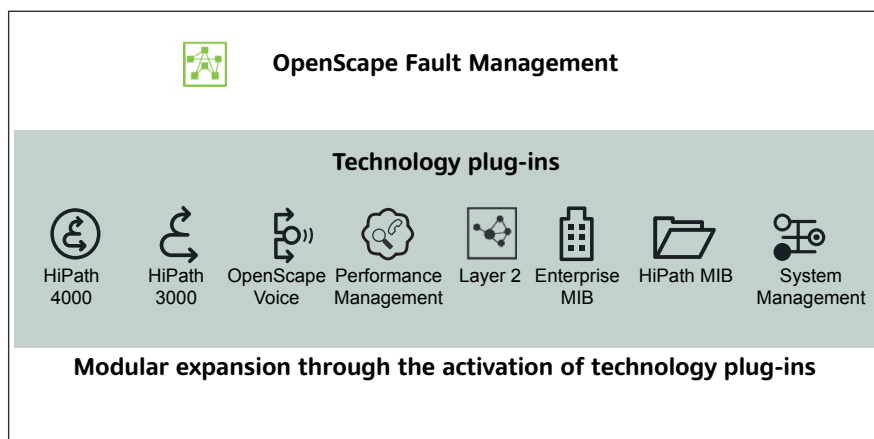 OpenScape Fault Management
Technology plug-ins
HiPath
4000
HiPath
3000
OpenScape
Voice
Performance
Management
Layer 2
Enterprise
MIB
HiPath MIB
System
Management
Modular expansion through the activation of technology plug-ins